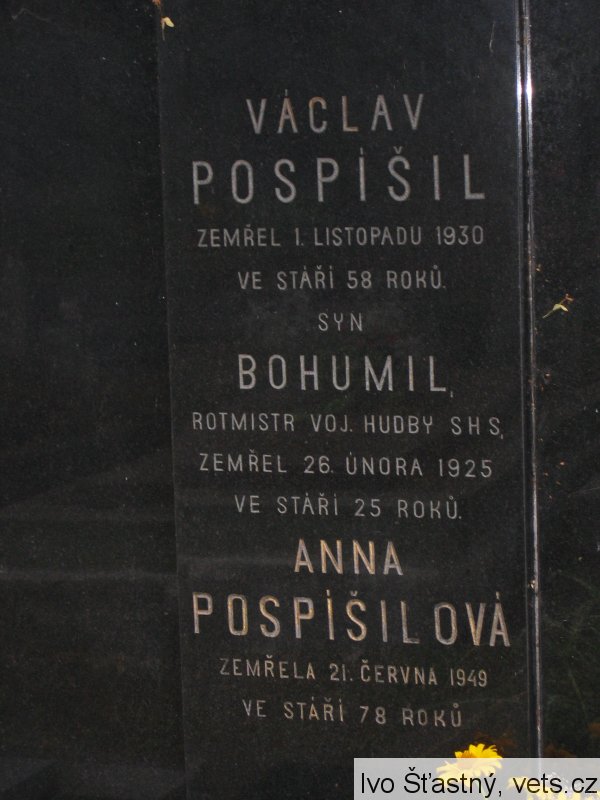 VÁCLAV
POSPÍŠIL
ZEMŘEL 1. LISTOPADU 1930
VE STÁŘÍ 58 ROKŮ.
SYN
BOHUMIL,
ROTMISTR VOJ. HUDBY SHS,
ZEMŘEL 26. ÚNORA 1925
VE STÁŘÍ 25 ROKŮ.
ANNA
POSPÍŠILOVÁ
ZEMŘELA 21. ČERVNA 1949
VE STÁŘÍ 78 ROKŮ
Ivo Šťastný, vets.cz